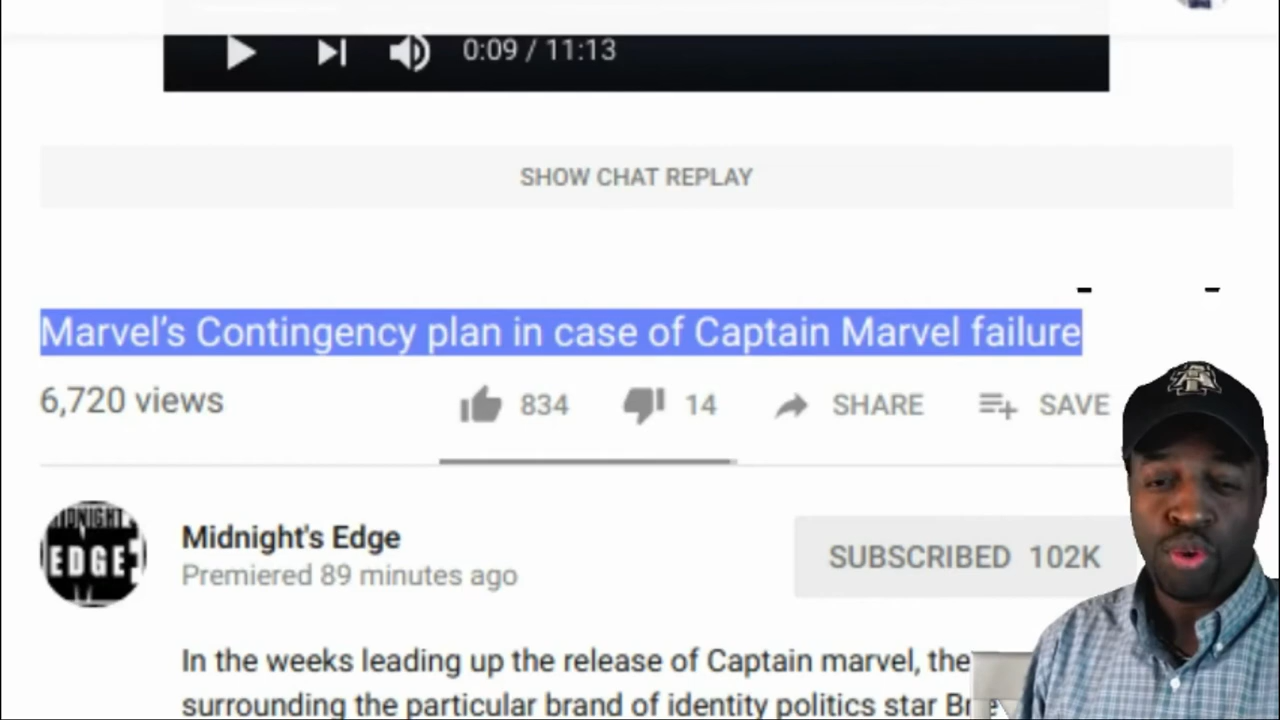 0:09 / 11:13
SHOW CHAT REPLAY
Marvel's Contingency plan in case of Captain Marvel failure
6,720 views 834 14 SHARE SAVE
MIDNIGHT'S
EDGE
Midnight's Edge
SUBSCRIBED 102K
Premiered 89 minutes ago
In the weeks leading up the release of Captain marvel, the
surrounding the particular brand of identity politics star